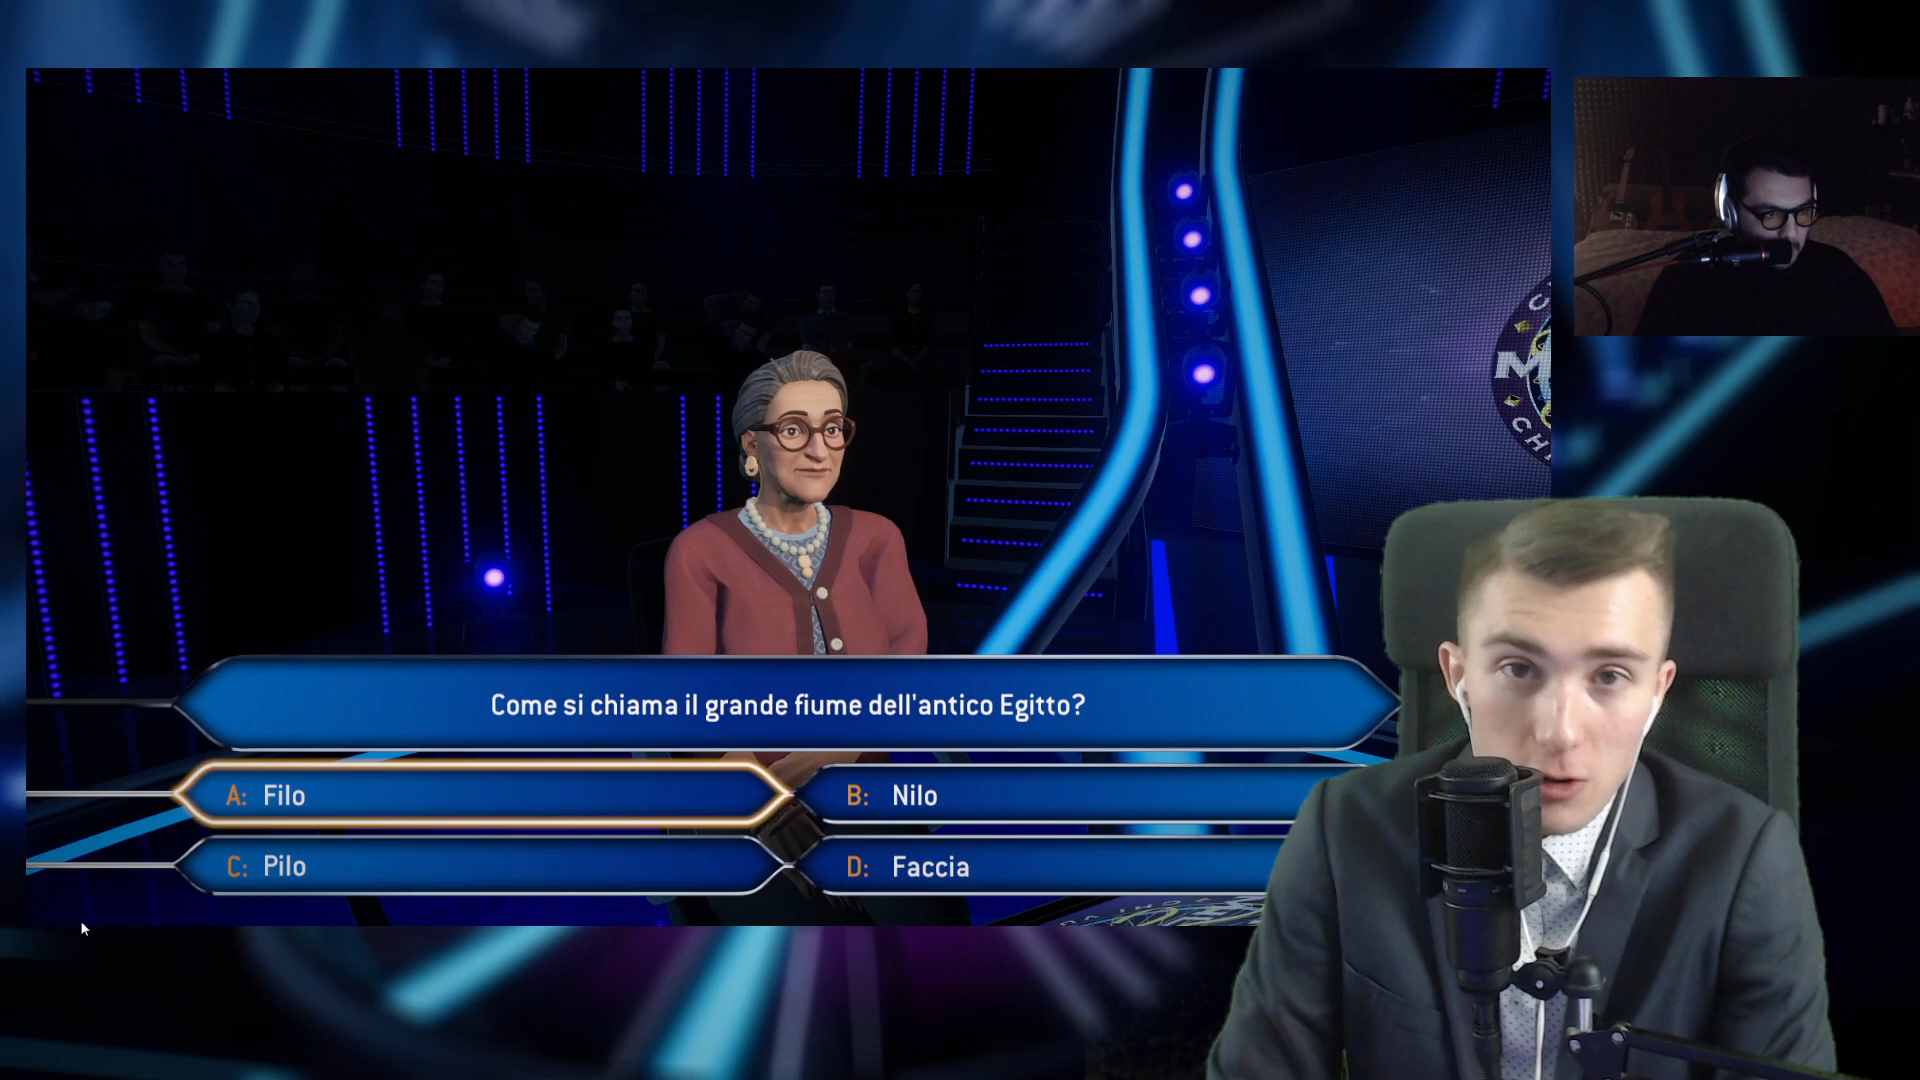 Come si chiama il grande fiume dell'antico Egitto?
A: Filo
B: Nilo
C: Pilo
D: Faccia